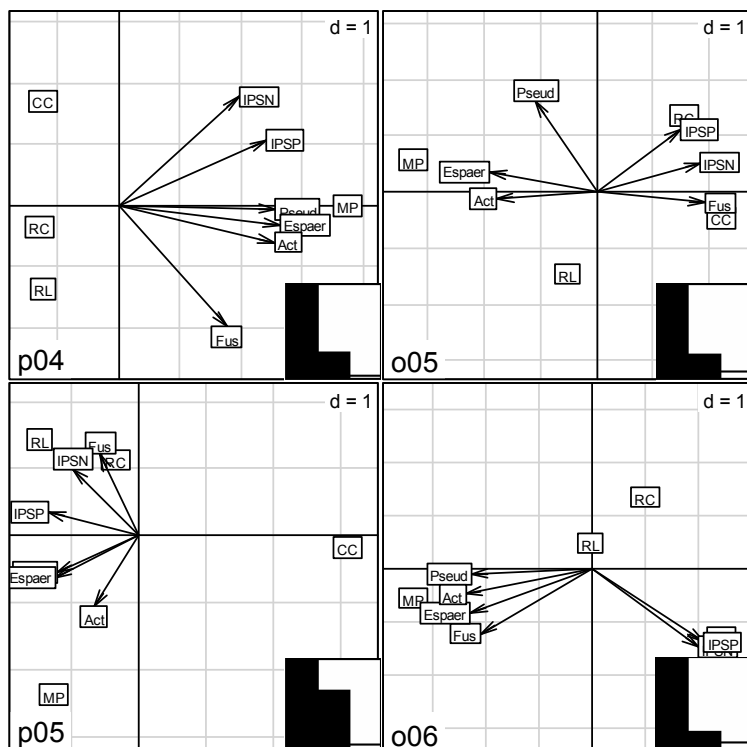 d = 1
CC
IPSN
IPSP
Pseud
MP
Espaer
RC
Act
RL
Fus
p04
d = 1
Pseud
RC
IPSP
MP
IPSN
Espaer
Act
Fus
CC
RL
o05
d = 1
RL
Fus
IPSN
RC
IPSP
CC
Espaer
Act
MP
p05
d = 1
RC
RL
Pseud
Act
MP
Espaer
Fus
IPSP
o06